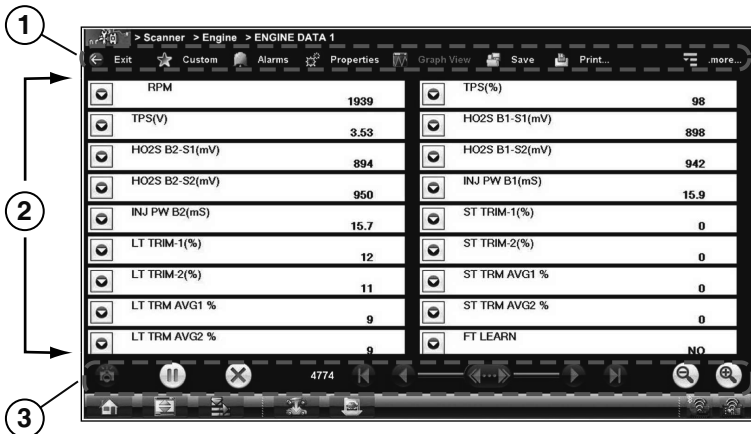 1
> Scanner > Engine > ENGINE DATA 1
Exit Custom Alarms Properties Graph View Save Print... .more...
RPM 1939 TPS(%) 98
TPS(V) 3.53 HO2S B1-S1(mV) 898
HO2S B2-S1(mV) 894 HO2S B1-S2(mV) 942
2
HO2S B2-S2(mV) 950 INJ PW B1(mS) 15.9
INJ PW B2(mS) 15.7 ST TRIM-1(%) 0
LT TRIM-1(%) 12 ST TRIM-2(%) 0
LT TRIM-2(%) 11 ST TRM AVG1 % 0
LT TRM AVG1 % 9 ST TRM AVG2 % 0
LT TRM AVG2 % 9 FT LEARN NO
4774
3